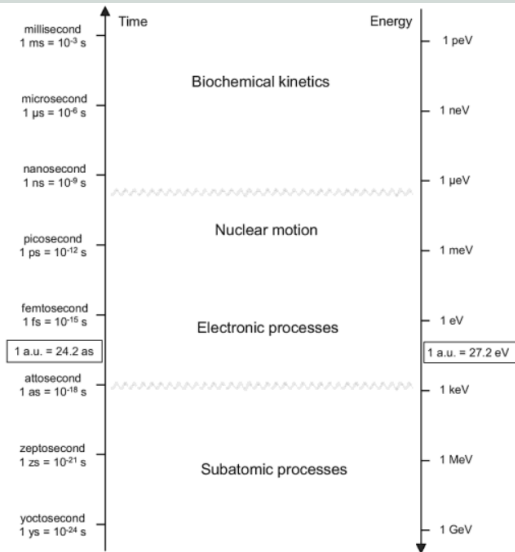 Time
Energy
millisecond
1 ms = 10⁻³ s
1 peV
Biochemical kinetics
microsecond
1 µs = 10⁻⁶ s
1 neV
nanosecond
1 ns = 10⁻⁹ s
1 µeV
Nuclear motion
picosecond
1 ps = 10⁻¹² s
1 meV
femtosecond
1 fs = 10⁻¹⁵ s
1 eV
Electronic processes
1 a.u. = 24.2 as
1 a.u. = 27.2 eV
attosecond
1 as = 10⁻¹⁸ s
1 keV
zeptosecond
1 zs = 10⁻²¹ s
1 MeV
Subatomic processes
yoctosecond
1 ys = 10⁻²⁴ s
1 GeV